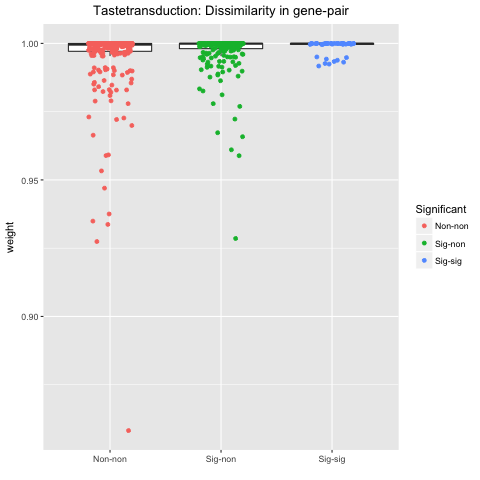 Tastetransduction: Dissimilarity in gene-pair
1.00
0.95
0.90
weight
Non-non
Sig-non
Sig-sig
Significant
Non-non
Sig-non
Sig-sig